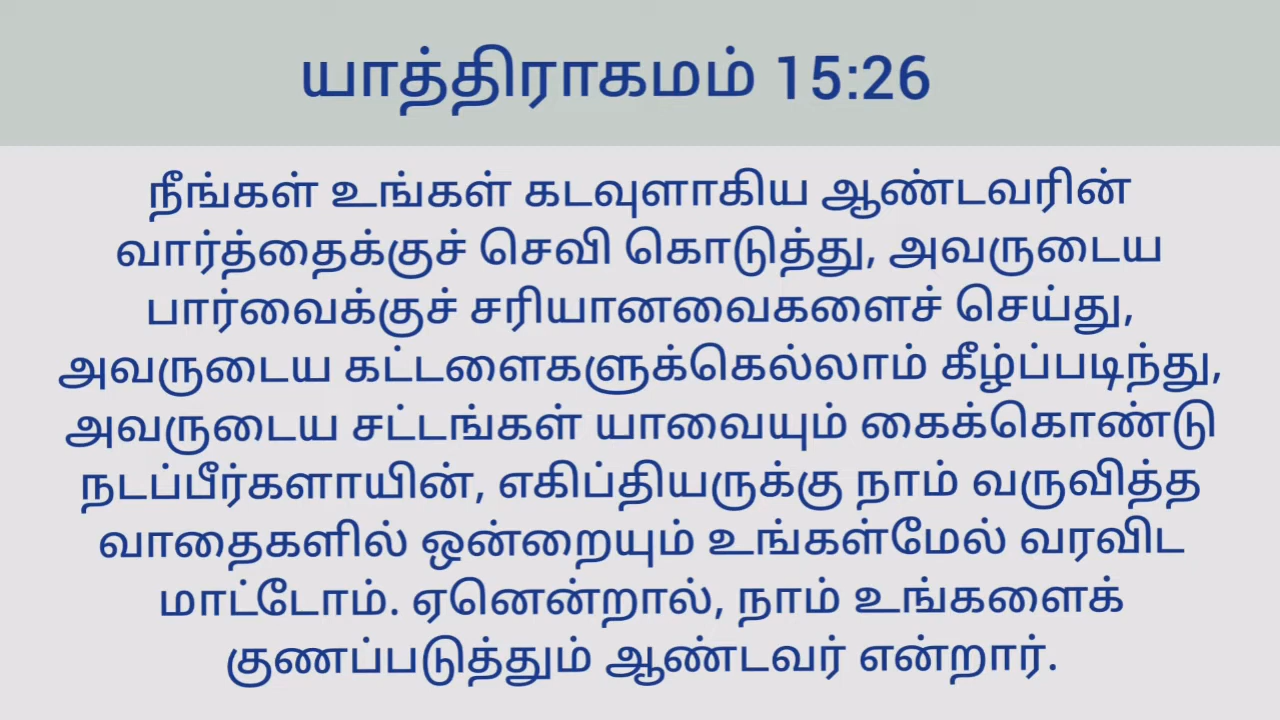 யாத்திராகமம் 15:26
நீங்கள் உங்கள் கடவுளாகிய ஆண்டவரின்
வார்த்தைக்குச் செவி கொடுத்து, அவருடைய
பார்வைக்குச் சரியானவைகளைச் செய்து,
அவருடைய கட்டளைகளுக்கெல்லாம் கீழ்ப்படிந்து,
அவருடைய சட்டங்கள் யாவையும் கைக்கொண்டு
நடப்பீர்களாயின், எகிப்தியருக்கு நாம் வருவித்த
வாதைகளில் ஒன்றையும் உங்கள்மேல் வரவிட
மாட்டோம். ஏனென்றால், நாம் உங்களைக்
குணப்படுத்தும் ஆண்டவர் என்றார்.